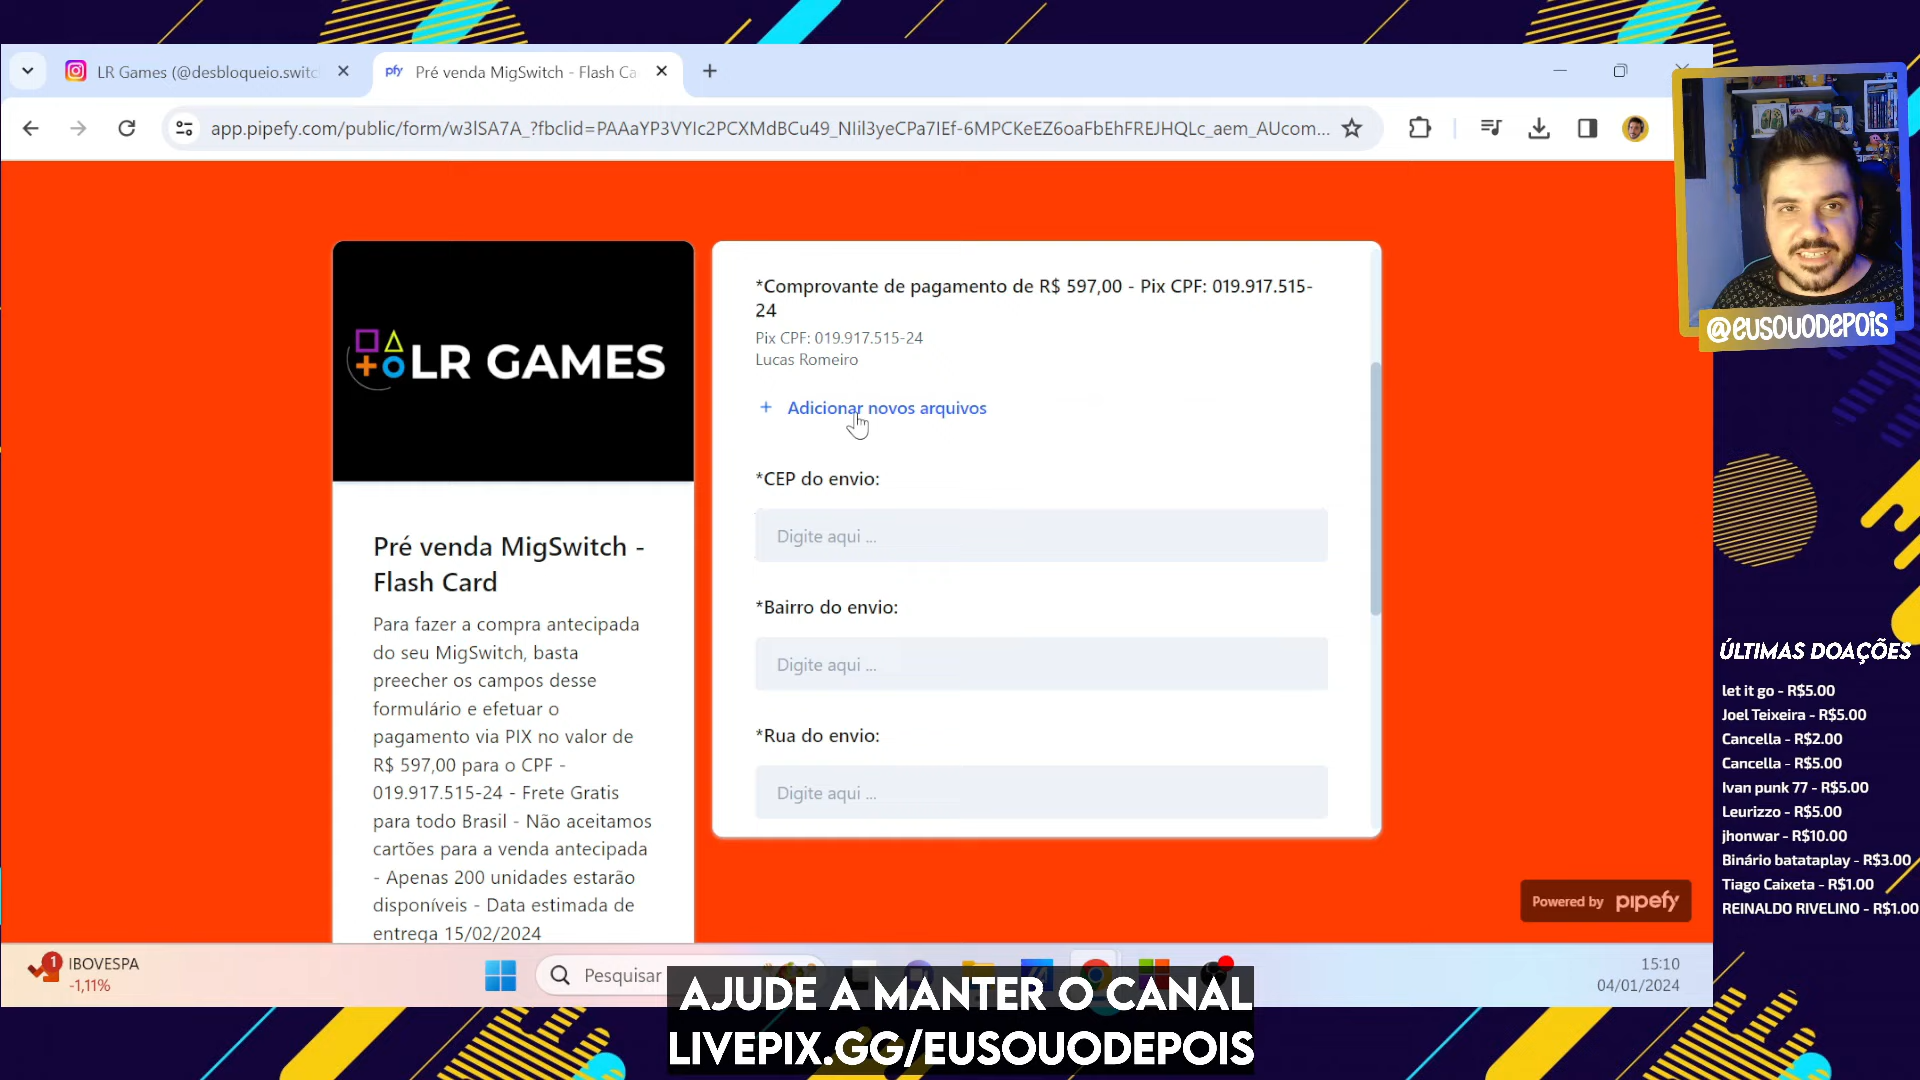 LR Games (@desbloqueio.switc
pfy
Pré venda MigSwitch - Flash Ca
app.pipefy.com/public/form/w3lSA7A_?fbclid=PAAaYP3VYIc2PCXMdBCu49_NIil3yeCPa7IEf-6MPCKeEZ6oaFbEhFREJHQLc_aem_AUcom...
@EUSOUODEPOIS
LR GAMES
Pré venda MigSwitch -
Flash Card
Para fazer a compra antecipada
do seu MigSwitch, basta
preecher os campos desse
formulário e efetuar o
pagamento via PIX no valor de
R$ 597,00 para o CPF -
019.917.515-24 - Frete Gratis
para todo Brasil - Não aceitamos
cartões para a venda antecipada
- Apenas 200 unidades estarão
disponíveis - Data estimada de
entrega 15/02/2024
*Comprovante de pagamento de R$ 597,00 - Pix CPF: 019.917.515-
24
Pix CPF: 019.917.515-24
Lucas Romeiro
+ Adicionar novos arquivos
*CEP do envio:
Digite aqui ...
*Bairro do envio:
Digite aqui ...
*Rua do envio:
Digite aqui ...
Powered by pipefy
ÚLTIMAS DOAÇÕES
let it go - R$5.00
Joel Teixeira - R$5.00
Cancella - R$2.00
Cancella - R$5.00
Ivan punk 77 - R$5.00
Leurizzo - R$5.00
jhonwar - R$10.00
Binário batataplay - R$3.00
Tiago Caixeta - R$1.00
REINALDO RIVELINO - R$1.00
1
IBOVESPA
-1,11%
Pesquisar
15:10
04/01/2024
AJUDE A MANTER O CANAL
LIVEPIX.GG/EUSOUODEPOIS